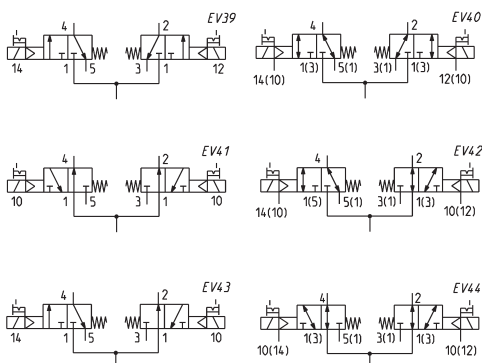 4 2 EV39
14 1 5 3 1 12
4 2 EV40
14(10) 1(3) 5(1) 3(1) 1(3) 12(10)
4 2 EV41
10 1 5 3 1 10
4 2 EV42
14(10) 1(5) 5(1) 3(1) 1(3) 10(12)
4 2 EV43
14 1 5 3 1 10
4 2 EV44
10(14) 1(3) 5(1) 3(1) 1(3) 10(12)